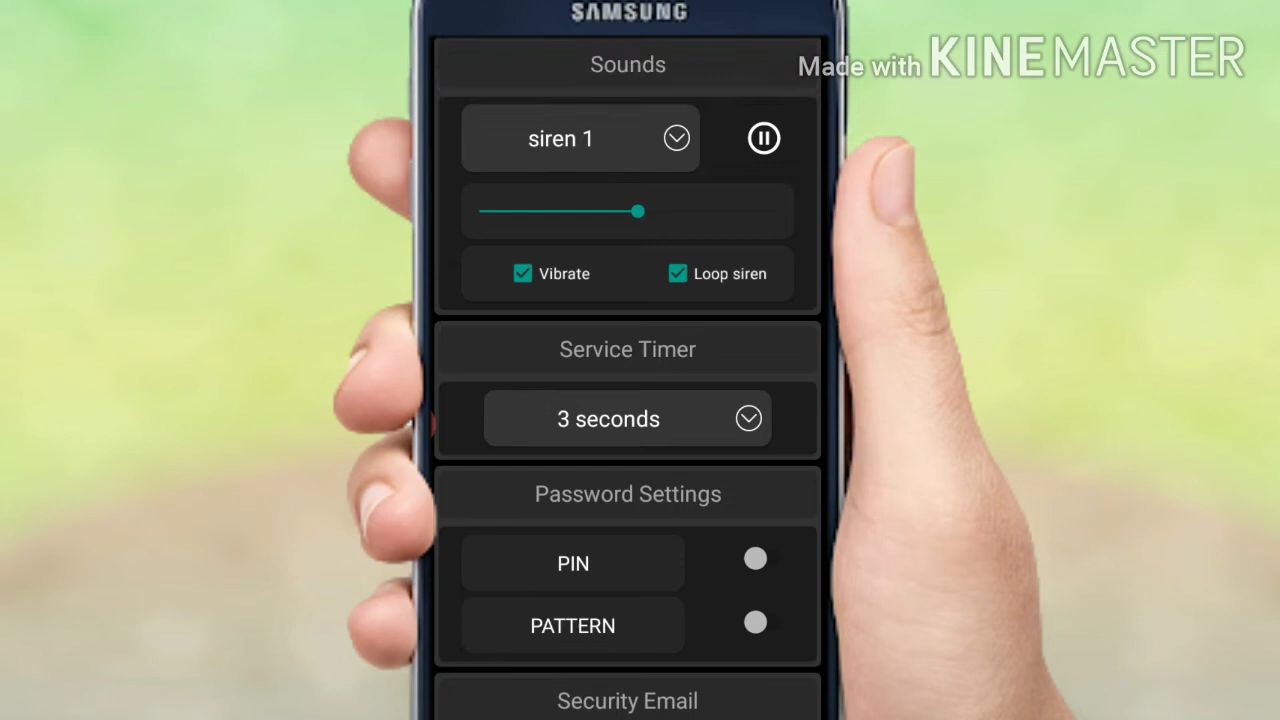 SAMSUNG
Made with KINEMASTER
Sounds
siren 1
Vibrate
Loop siren
Service Timer
3 seconds
Password Settings
PIN
PATTERN
Security Email